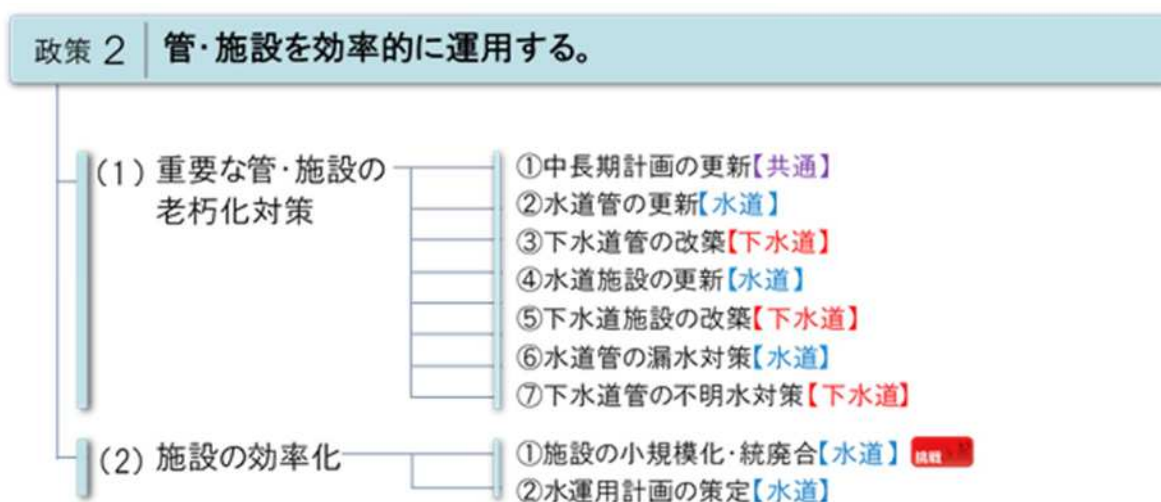 政策 2 管・施設を効率的に運用する。
(1) 重要な管・施設の
老朽化対策
①中長期計画の更新【共通】
②水道管の更新【水道】
③下水道管の改築【下水道】
④水道施設の更新【水道】
⑤下水道施設の改築【下水道】
⑥水道管の漏水対策【水道】
⑦下水道管の不明水対策【下水道】
(2) 施設の効率化
①施設の小規模化・統廃合【水道】 挑戦
②水運用計画の策定【水道】